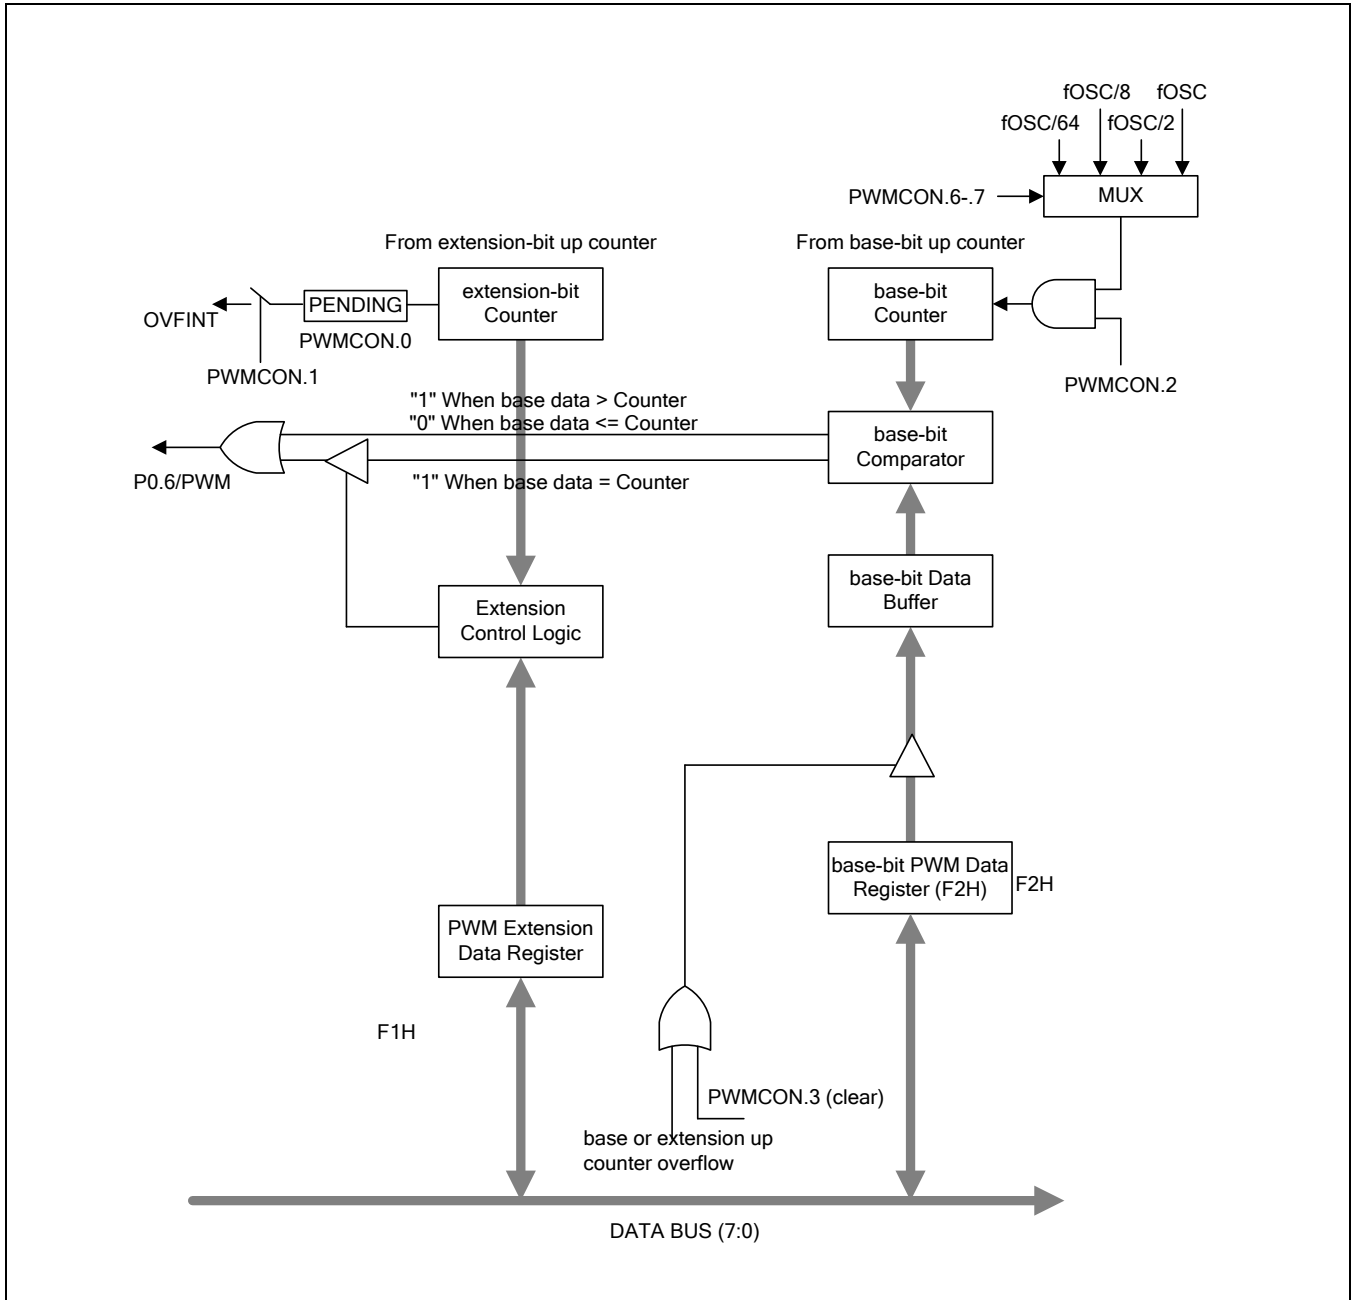 fOSC/8 fOSC
fOSC/64 fOSC/2
PWMCON.6-.7
MUX
From extension-bit up counter
From base-bit up counter
OVFINT
PENDING
PWMCON.0
PWMCON.1
extension-bit
Counter
base-bit
Counter
PWMCON.2
"1" When base data > Counter
"0" When base data <= Counter
base-bit
Comparator
P0.6/PWM
"1" When base data = Counter
base-bit Data
Buffer
Extension
Control Logic
base-bit PWM Data
Register (F2H)
F2H
PWM Extension
Data Register
F1H
PWMCON.3 (clear)
base or extension up
counter overflow
DATA BUS (7:0)